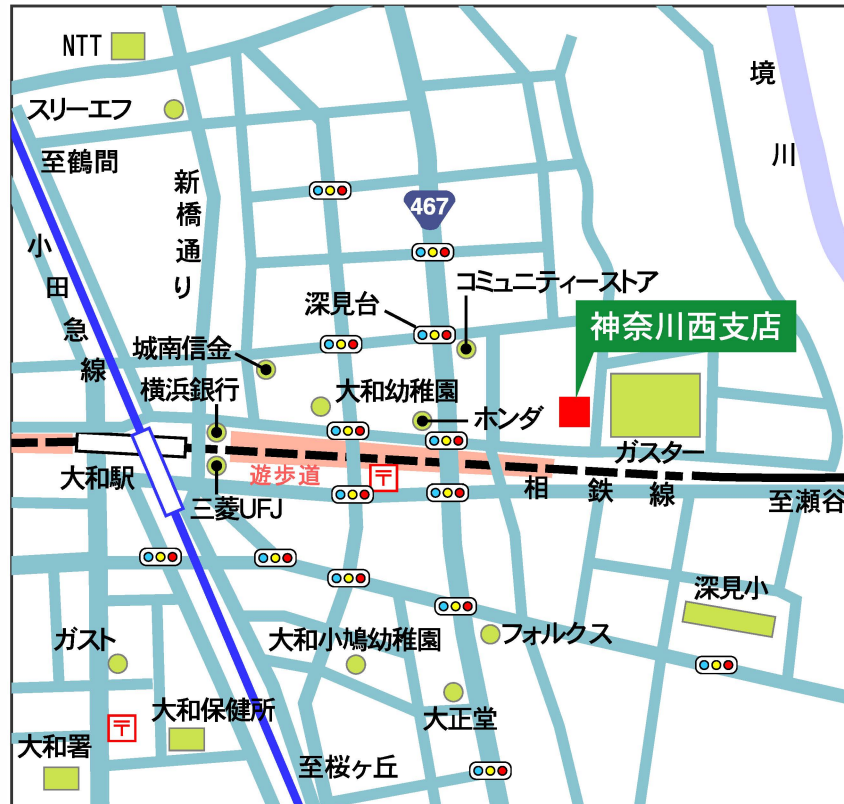 NTT
境川
スリーエフ
至鶴間
新橋通り
467
小田急線
コミュニティーストア
深見台
神奈川西支店
城南信金
横浜銀行
大和幼稚園
ホンダ
ガスター
大和駅
遊歩道
〒
相鉄線
至瀬谷
三菱UFJ
深見小
ガスト
大和小鳩幼稚園
フォルクス
大和保健所
大正堂
〒
大和署
至桜ヶ丘